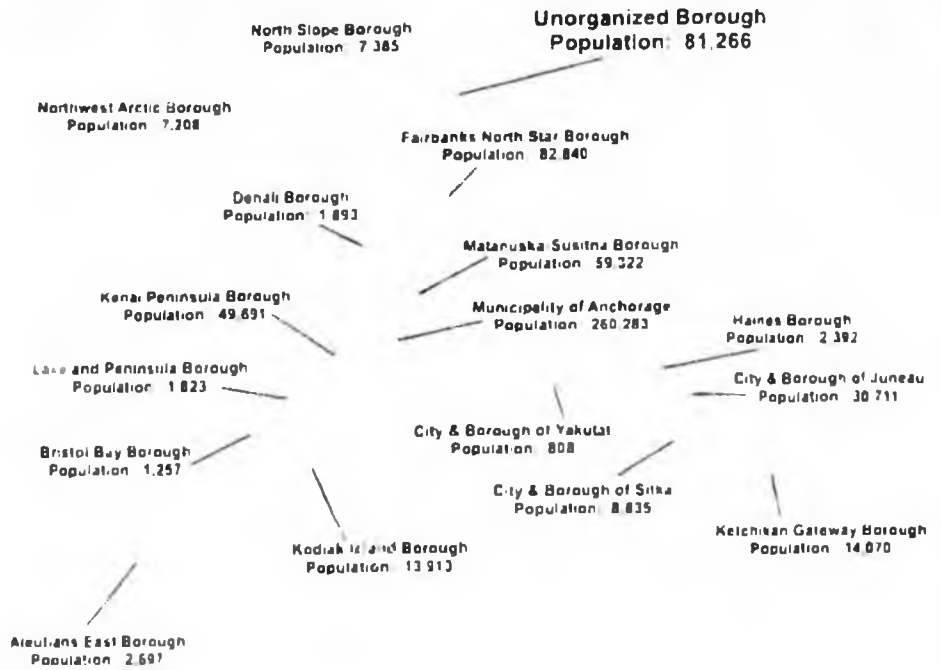 North Slope Borough
Population: 7,385
Unorganized Borough
Population: 81,266
Northwest Arctic Borough
Population 7,208
Fairbanks North Star Borough
Population: 82,840
Denali Borough
Population: 1,893
Matanuska-Susitna Borough
Population: 59,322
Kenai Peninsula Borough
Population: 49,691
Municipality of Anchorage
Population: 260,283
Haines Borough
Population: 2,392
Lake and Peninsula Borough
Population: 1,823
City & Borough of Juneau
Population: 30,711
City & Borough of Yakutat
Population: 808
Bristol Bay Borough
Population: 1,257
City & Borough of Sitka
Population: 8,835
Ketchikan Gateway Borough
Population: 14,070
Kodiak Island Borough
Population: 13,913
Aleutians East Borough
Population: 2,697